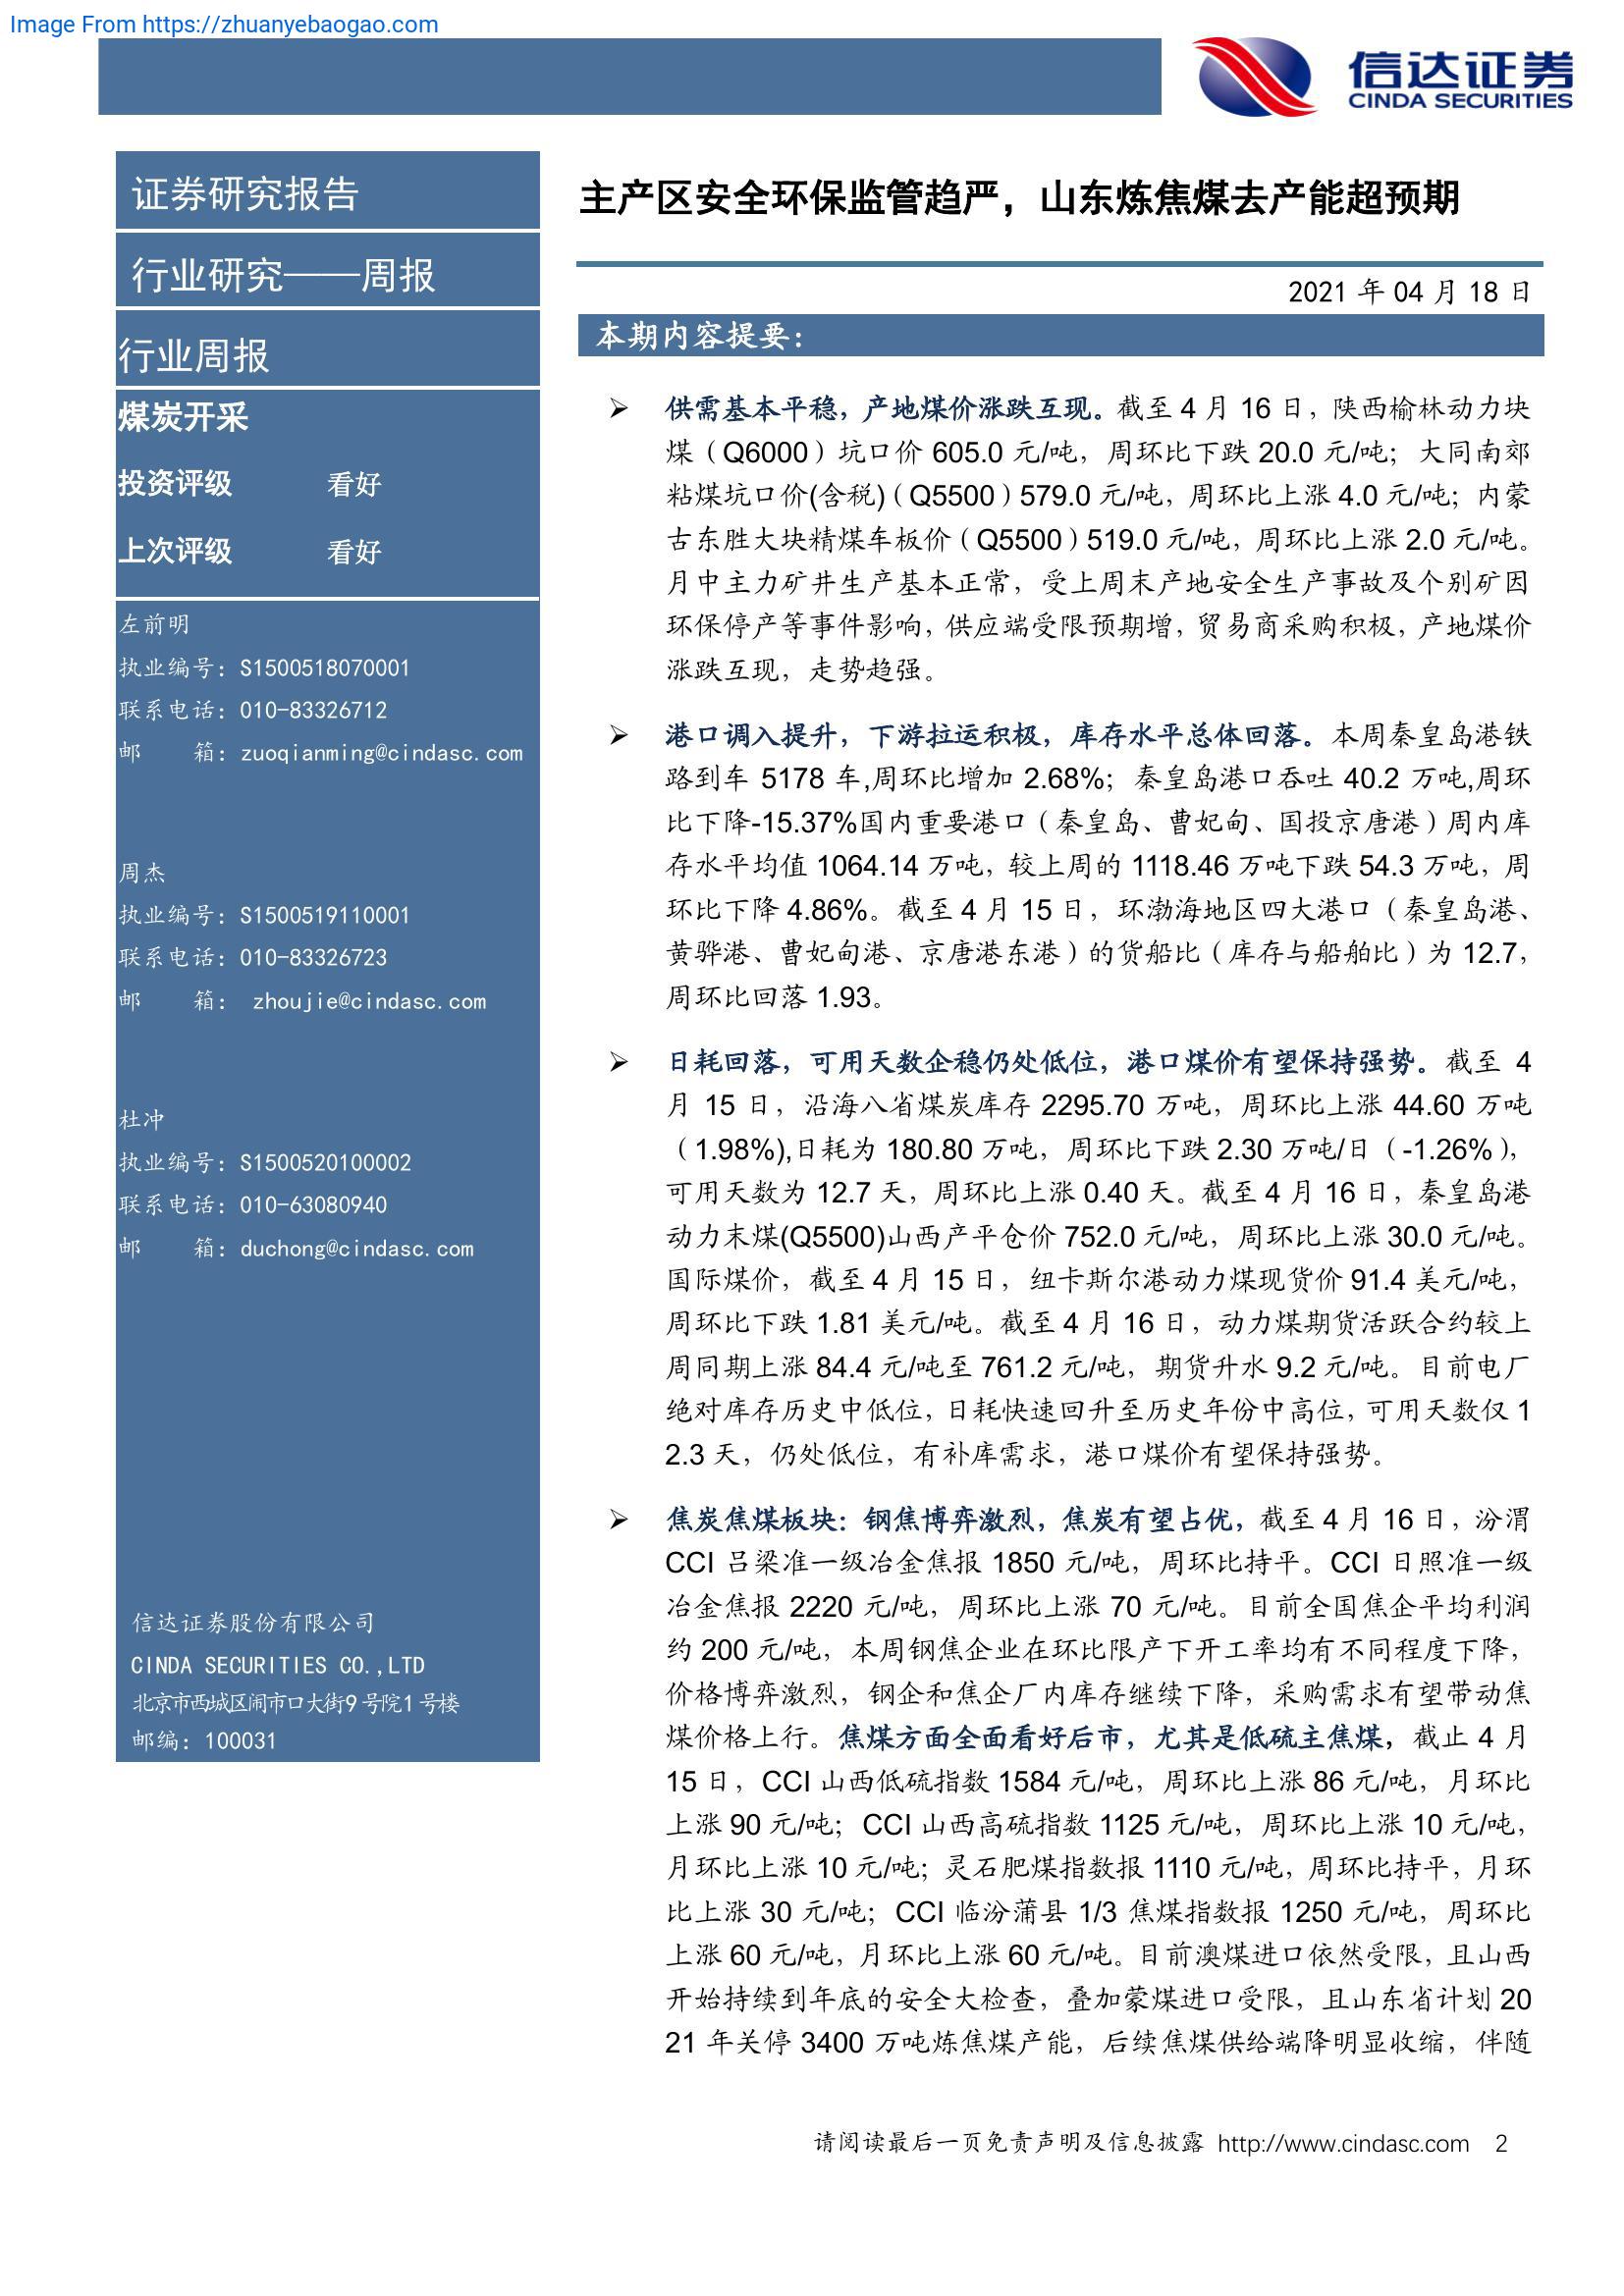 Image From https://zhuanyebaogao.com
信达证券
CINDA SECURITIES
证券研究报告
行业研究——周报
行业周报
煤炭开采
投资评级 看好
上次评级 看好
左前明
执业编号：S1500518070001
联系电话：010-83326712
邮 箱：zuoqianming@cindasc.com
周杰
执业编号：S1500519110001
联系电话：010-83326723
邮 箱： zhoujie@cindasc.com
杜冲
执业编号：S1500520100002
联系电话：010-63080940
邮 箱：duchong@cindasc.com
信达证券股份有限公司
CINDA SECURITIES CO.,LTD
北京市西城区闹市口大街9号院1号楼
邮编：100031
主产区安全环保监管趋严，山东炼焦煤去产能超预期
2021 年 04 月 18 日
本期内容提要：
➢ 供需基本平稳，产地煤价涨跌互现。截至 4 月 16 日，陕西榆林动力块
煤（Q6000）坑口价 605.0 元/吨，周环比下跌 20.0 元/吨；大同南郊
粘煤坑口价(含税)（Q5500）579.0 元/吨，周环比上涨 4.0 元/吨；内蒙
古东胜大块精煤车板价（Q5500）519.0 元/吨，周环比上涨 2.0 元/吨。
月中主力矿井生产基本正常，受上周末产地安全生产事故及个别矿因
环保停产等事件影响，供应端受限预期增，贸易商采购积极，产地煤价
涨跌互现，走势趋强。
➢ 港口调入提升，下游拉运积极，库存水平总体回落。本周秦皇岛港铁
路到车 5178 车,周环比增加 2.68%；秦皇岛港口吞吐 40.2 万吨,周环
比下降-15.37%国内重要港口（秦皇岛、曹妃甸、国投京唐港）周内库
存水平均值 1064.14 万吨，较上周的 1118.46 万吨下跌 54.3 万吨，周
环比下降 4.86%。截至 4 月 15 日，环渤海地区四大港口（秦皇岛港、
黄骅港、曹妃甸港、京唐港东港）的货船比（库存与船舶比）为 12.7，
周环比回落 1.93。
➢ 日耗回落，可用天数企稳仍处低位，港口煤价有望保持强势。截至 4
月 15 日，沿海八省煤炭库存 2295.70 万吨，周环比上涨 44.60 万吨
（1.98%),日耗为 180.80 万吨，周环比下跌 2.30 万吨/日（-1.26%），
可用天数为 12.7 天，周环比上涨 0.40 天。截至 4 月 16 日，秦皇岛港
动力末煤(Q5500)山西产平仓价 752.0 元/吨，周环比上涨 30.0 元/吨。
国际煤价，截至 4 月 15 日，纽卡斯尔港动力煤现货价 91.4 美元/吨，
周环比下跌 1.81 美元/吨。截至 4 月 16 日，动力煤期货活跃合约较上
周同期上涨 84.4 元/吨至 761.2 元/吨，期货升水 9.2 元/吨。目前电厂
绝对库存历史中低位，日耗快速回升至历史年份中高位，可用天数仅 1
2.3 天，仍处低位，有补库需求，港口煤价有望保持强势。
➢ 焦炭焦煤板块：钢焦博弈激烈，焦炭有望占优，截至 4 月 16 日，汾渭
CCI 吕梁准一级冶金焦报 1850 元/吨，周环比持平。CCI 日照准一级
冶金焦报 2220 元/吨，周环比上涨 70 元/吨。目前全国焦企平均利润
约 200 元/吨，本周钢焦企业在环比限产下开工率均有不同程度下降，
价格博弈激烈，钢企和焦企厂内库存继续下降，采购需求有望带动焦
煤价格上行。焦煤方面全面看好后市，尤其是低硫主焦煤，截止 4 月
15 日，CCI 山西低硫指数 1584 元/吨，周环比上涨 86 元/吨，月环比
上涨 90 元/吨；CCI 山西高硫指数 1125 元/吨，周环比上涨 10 元/吨，
月环比上涨 10 元/吨；灵石肥煤指数报 1110 元/吨，周环比持平，月环
比上涨 30 元/吨；CCI 临汾蒲县 1/3 焦煤指数报 1250 元/吨，周环比
上涨 60 元/吨，月环比上涨 60 元/吨。目前澳煤进口依然受限，且山西
开始持续到年底的安全大检查，叠加蒙煤进口受限，且山东省计划 20
21 年关停 3400 万吨炼焦煤产能，后续焦煤供给端降明显收缩，伴随
请阅读最后一页免责声明及信息披露 http://www.cindasc.com 2